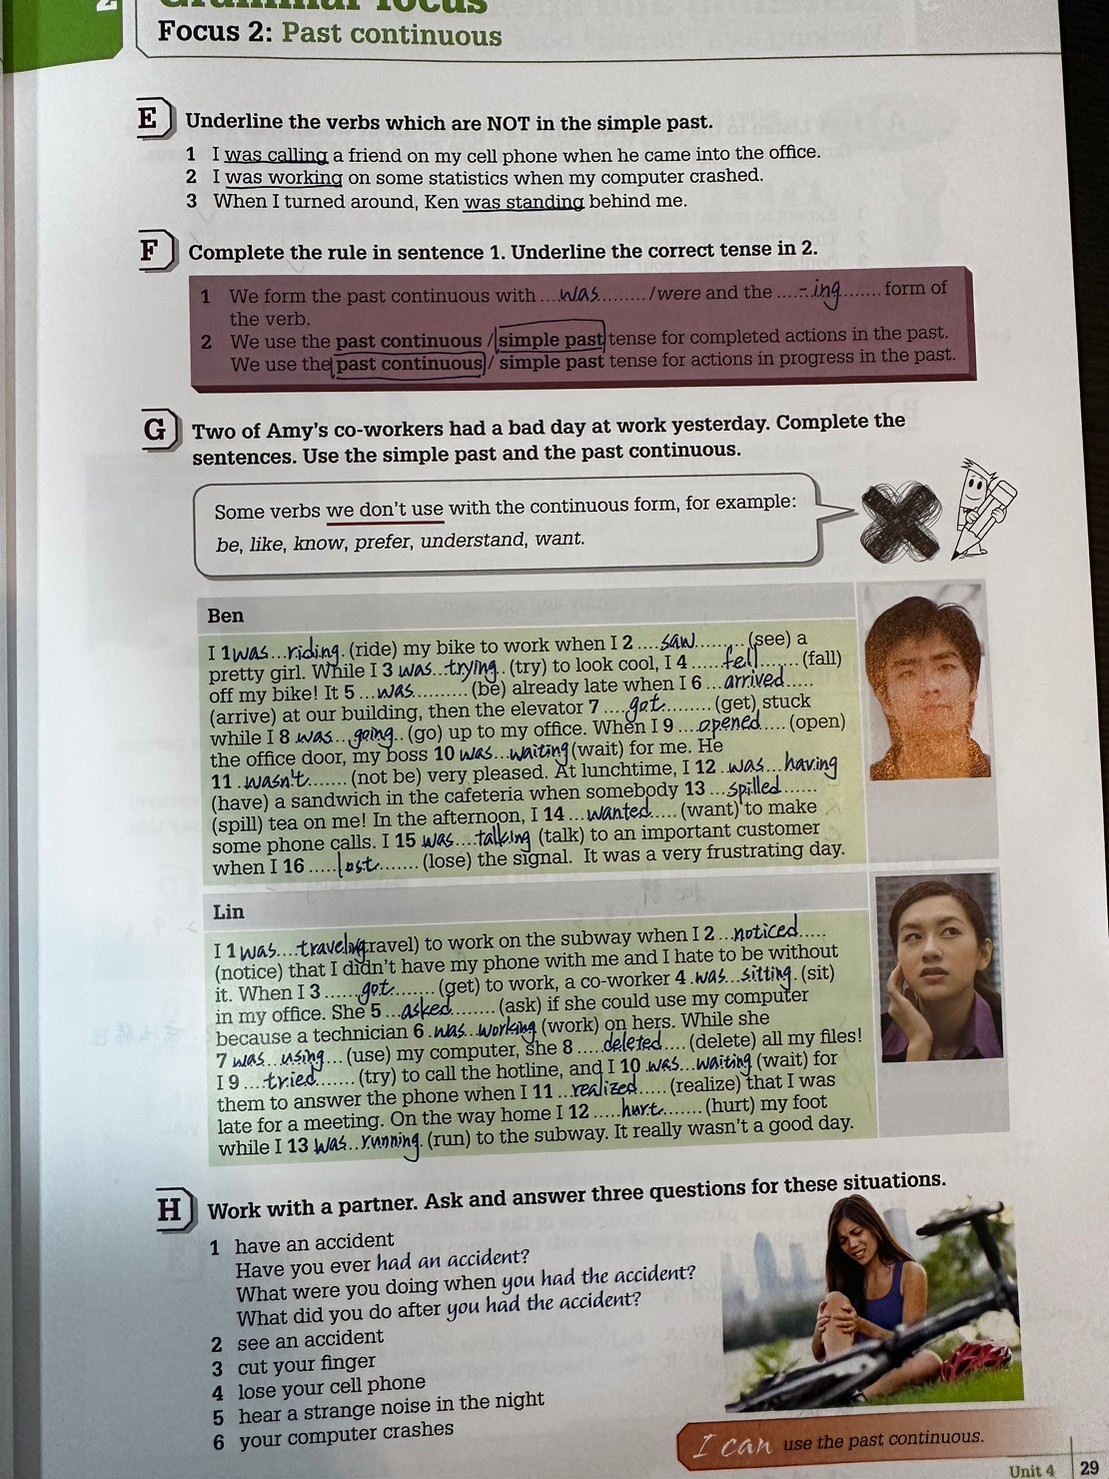 Grammar focus
Focus 2: Past continuous
E Underline the verbs which are NOT in the simple past.
1 I was calling a friend on my cell phone when he came into the office.
2 I was working on some statistics when my computer crashed.
3 When I turned around, Ken was standing behind me.
F Complete the rule in sentence 1. Underline the correct tense in 2.
1 We form the past continuous with ...was........./were and the .....-ing....... form of
the verb.
2 We use the past continuous / simple past tense for completed actions in the past.
We use the past continuous / simple past tense for actions in progress in the past.
G Two of Amy's co-workers had a bad day at work yesterday. Complete the
sentences. Use the simple past and the past continuous.
Some verbs we don't use with the continuous form, for example:
be, like, know, prefer, understand, want.
Ben
I 1 was...riding. (ride) my bike to work when I 2 ....saw........ (see) a
pretty girl. While I 3 was...trying.. (try) to look cool, I 4 .....fell....... (fall)
off my bike! It 5 ...was.......... (be) already late when I 6 ...arrived.....
(arrive) at our building, then the elevator 7 ....got........ (get) stuck
while I 8 was...going.. (go) up to my office. When I 9 ...opened..... (open)
the office door, my boss 10 was...waiting (wait) for me. He
11 .wasn't....... (not be) very pleased. At lunchtime, I 12 .was...having
(have) a sandwich in the cafeteria when somebody 13 ...spilled......
(spill) tea on me! In the afternoon, I 14 ...wanted..... (want) to make
some phone calls. I 15 was....talking (talk) to an important customer
when I 16 .....lost....... (lose) the signal. It was a very frustrating day.
Lin
I 1 was....traveling travel) to work on the subway when I 2 ...noticed.....
(notice) that I didn't have my phone with me and I hate to be without
it. When I 3 ......got....... (get) to work, a co-worker 4 .was...sitting. (sit)
in my office. She 5 ...asked........ (ask) if she could use my computer
because a technician 6 .was..working (work) on hers. While she
7 was..using... (use) my computer, she 8 .....deleted.... (delete) all my files!
I 9 ....tried....... (try) to call the hotline, and I 10 was...waiting (wait) for
them to answer the phone when I 11 ...realized..... (realize) that I was
late for a meeting. On the way home I 12 .....hurt....... (hurt) my foot
while I 13 was...running. (run) to the subway. It really wasn't a good day.
H Work with a partner. Ask and answer three questions for these situations.
1 have an accident
Have you ever had an accident?
What were you doing when you had the accident?
What did you do after you had the accident?
2 see an accident
3 cut your finger
4 lose your cell phone
5 hear a strange noise in the night
6 your computer crashes
I can use the past continuous.
Unit 4 29